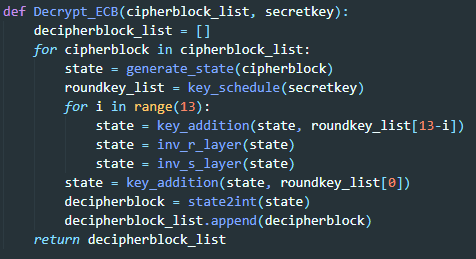 def Decrypt_ECB(cipherblock_list, secretkey):
    decipherblock_list = []
    for cipherblock in cipherblock_list:
        state = generate_state(cipherblock)
        roundkey_list = key_schedule(secretkey)
        for i in range(13):
            state = key_addition(state, roundkey_list[13-i])
            state = inv_r_layer(state)
            state = inv_s_layer(state)
        state = key_addition(state, roundkey_list[0])
        decipherblock = state2int(state)
        decipherblock_list.append(decipherblock)
    return decipherblock_list